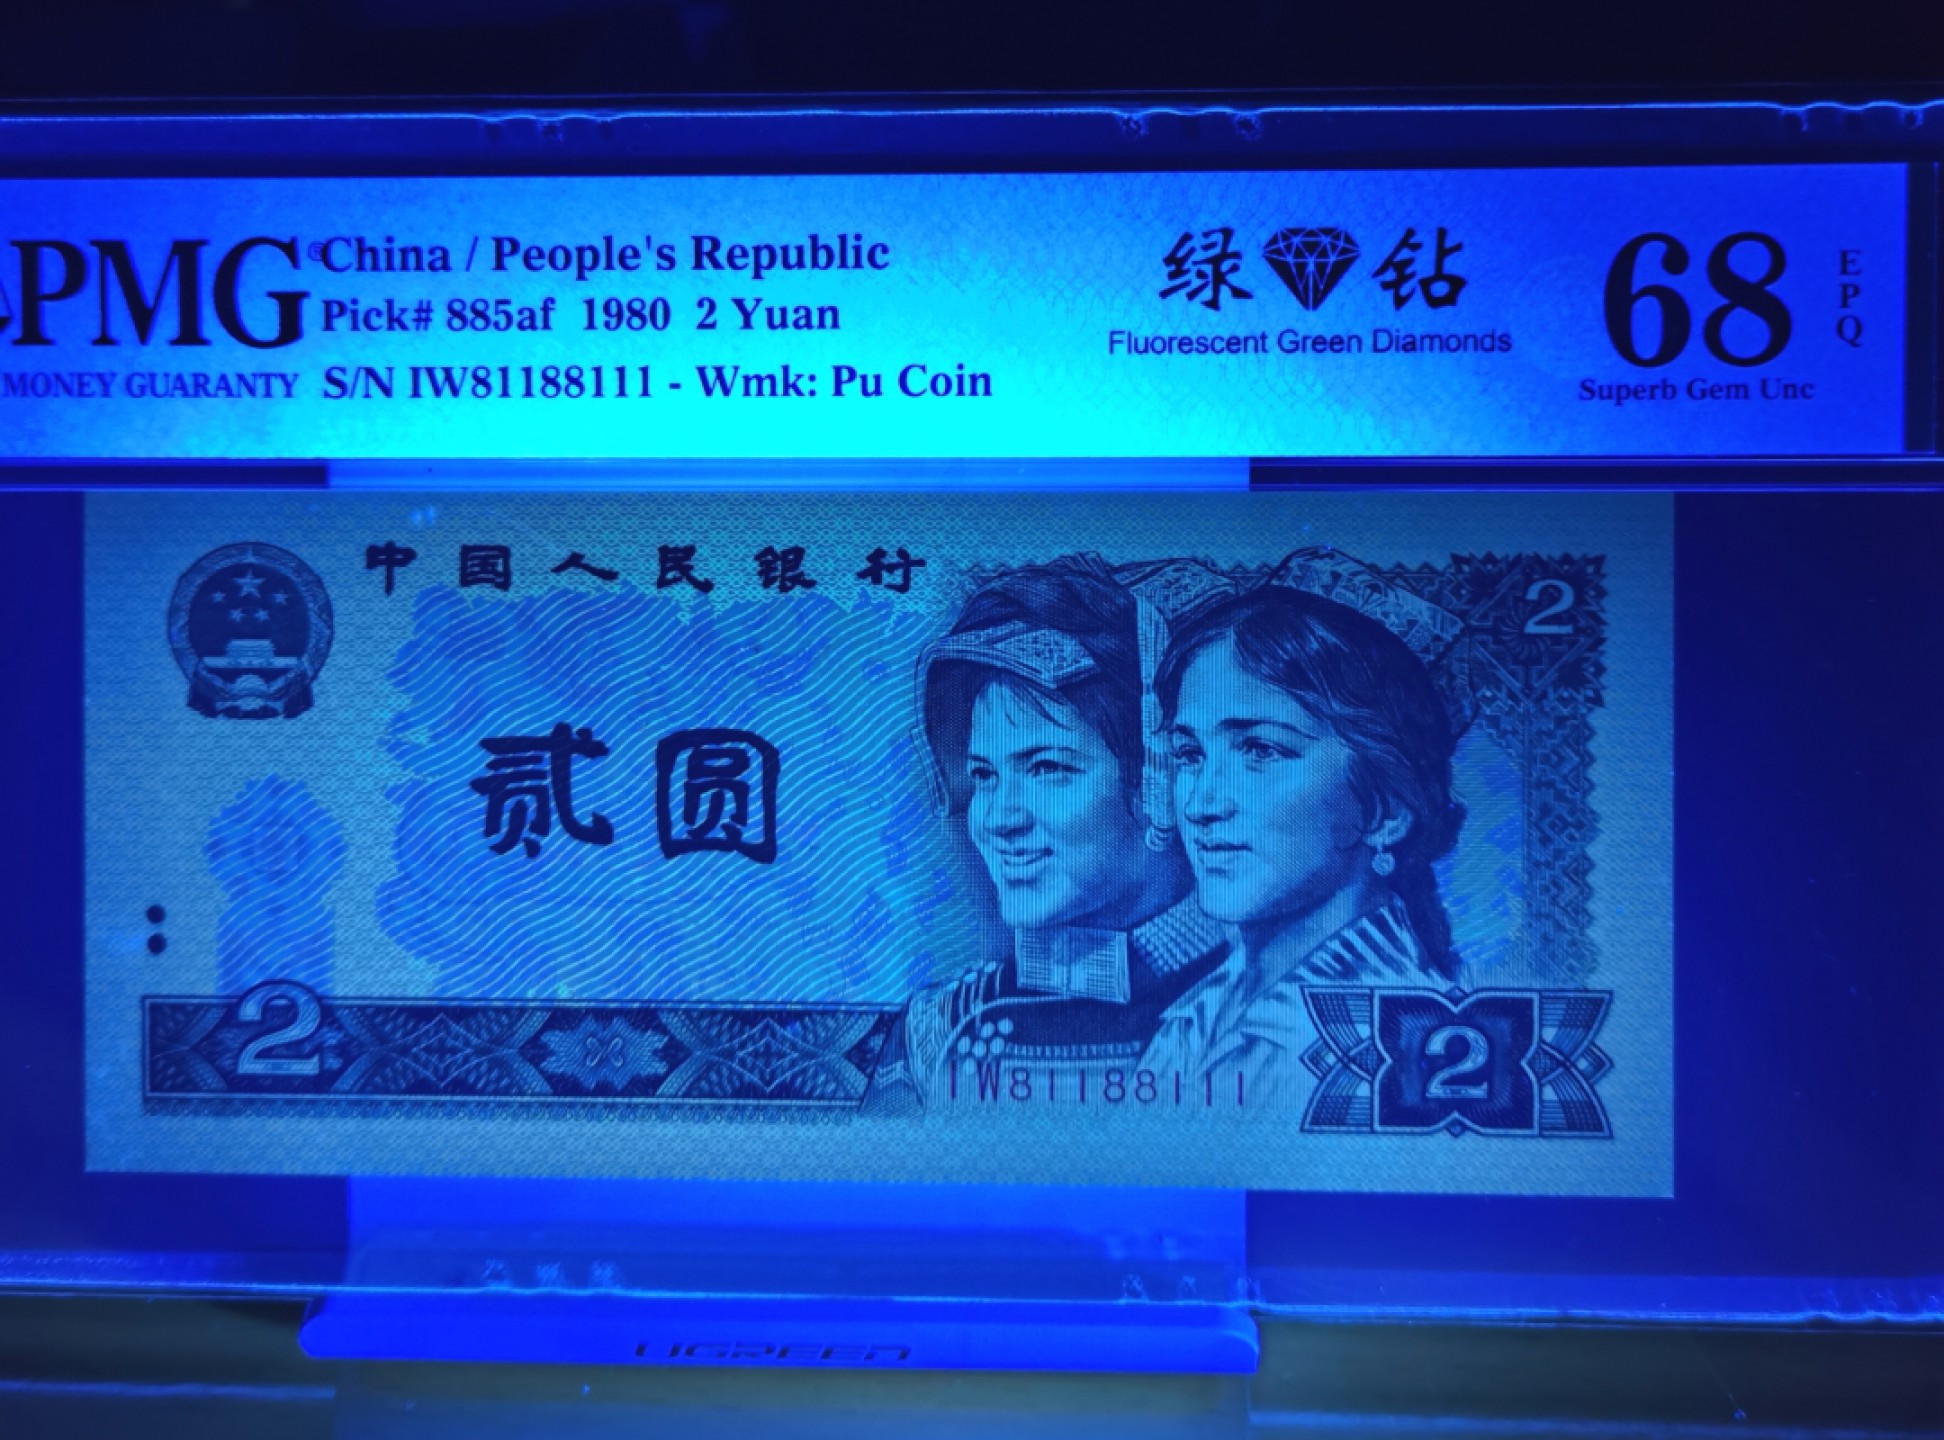 PMG
MONEY GUARANTY
China / People's Republic
Pick# 885af 1980 2 Yuan
S/N IW81188111 - Wmk: Pu Coin
绿 钻
Fluorescent Green Diamonds
68
EPQ
Superb Gem Unc
中国人民银行
2
贰圆
2
IW81188111
2
UGREEN